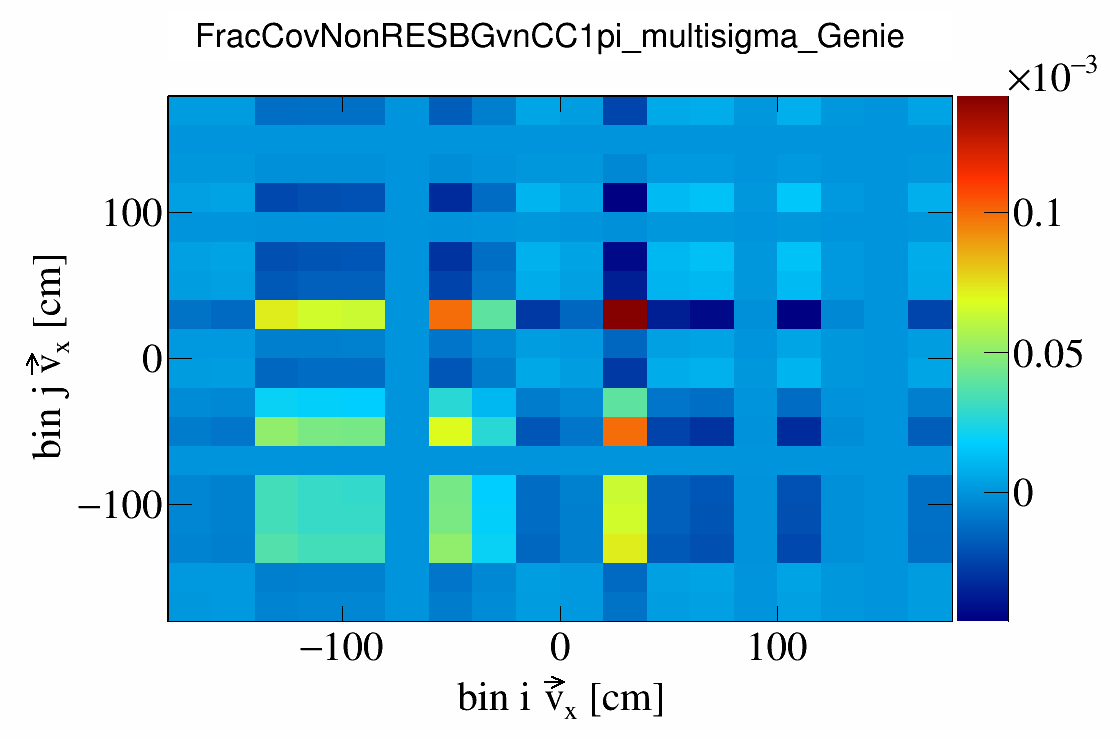 FracCovNonRESBGvnCC1pi_multisigma_Genie
×10⁻³
0.1
0.05
0
100
0
−100
bin j v⃗ₓ [cm]
−100 0 100
bin i v⃗ₓ [cm]